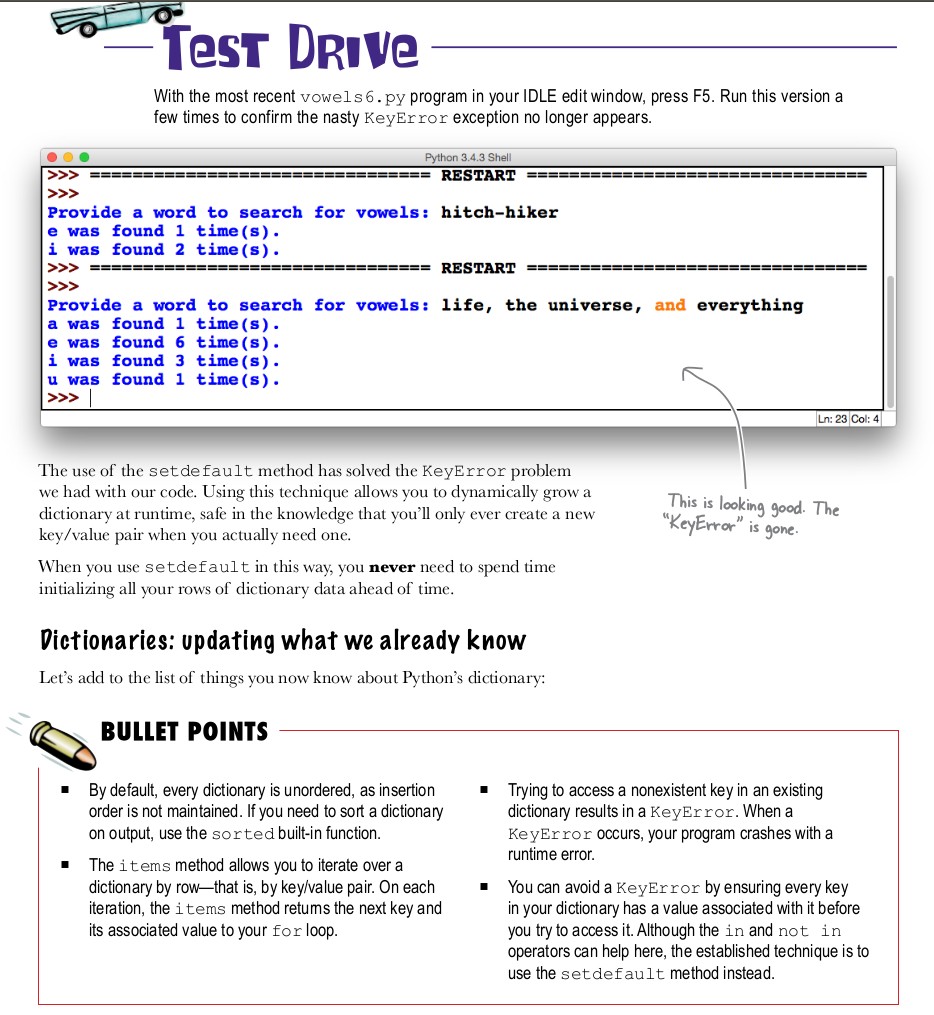 Test Drive
With the most recent vowels6.py program in your IDLE edit window, press F5. Run this version a
few times to confirm the nasty KeyError exception no longer appears.
Python 3.4.3 Shell
>>> ================================ RESTART ================================
>>>
Provide a word to search for vowels: hitch-hiker
e was found 1 time(s).
i was found 2 time(s).
>>> ================================ RESTART ================================
>>>
Provide a word to search for vowels: life, the universe, and everything
a was found 1 time(s).
e was found 6 time(s).
i was found 3 time(s).
u was found 1 time(s).
>>>
Ln: 23 Col: 4
The use of the setdefault method has solved the KeyError problem
we had with our code. Using this technique allows you to dynamically grow a
dictionary at runtime, safe in the knowledge that you'll only ever create a new
key/value pair when you actually need one.
This is looking good. The
"KeyError" is gone.
When you use setdefault in this way, you never need to spend time
initializing all your rows of dictionary data ahead of time.
Dictionaries: updating what we already know
Let's add to the list of things you now know about Python's dictionary:
BULLET POINTS
■ By default, every dictionary is unordered, as insertion
order is not maintained. If you need to sort a dictionary
on output, use the sorted built-in function.
■ The items method allows you to iterate over a
dictionary by row—that is, by key/value pair. On each
iteration, the items method returns the next key and
its associated value to your for loop.
■ Trying to access a nonexistent key in an existing
dictionary results in a KeyError. When a
KeyError occurs, your program crashes with a
runtime error.
■ You can avoid a KeyError by ensuring every key
in your dictionary has a value associated with it before
you try to access it. Although the in and not in
operators can help here, the established technique is to
use the setdefault method instead.